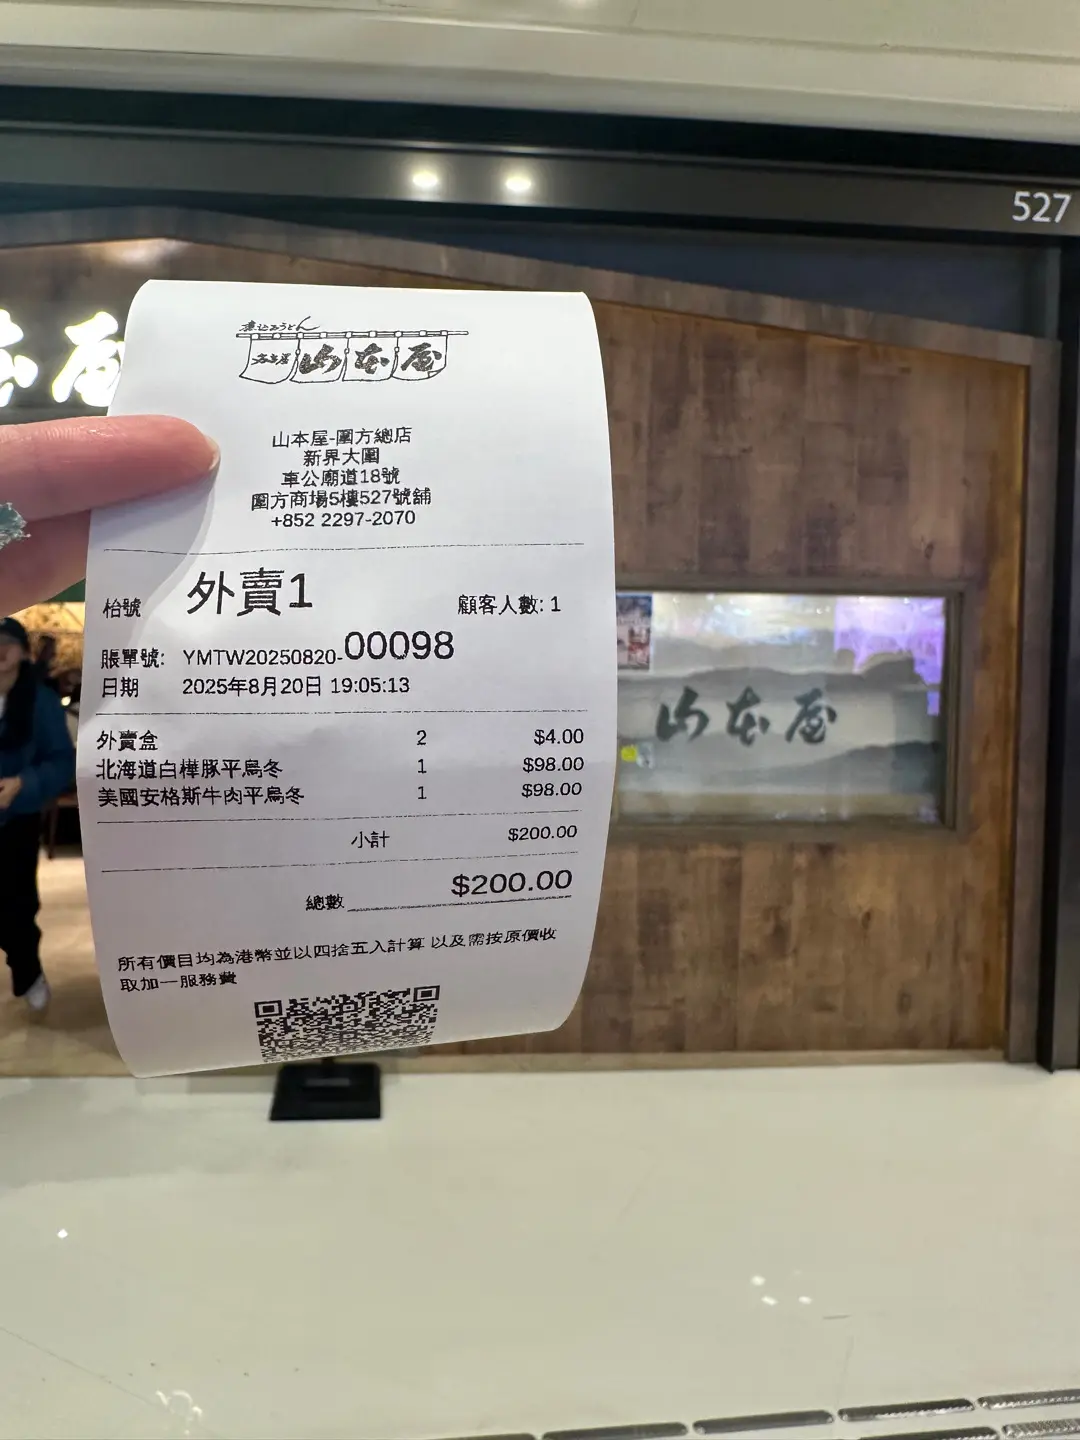 527
本屋
煮込みうどん
名古屋 山本屋
山本屋-圍方總店
新界大圍
車公廟道18號
圍方商場5樓527號舖
+852 2297-2070
枱號 外賣1 顧客人數: 1
賬單號: YMTW20250820-00098
日期 2025年8月20日 19:05:13
外賣盒 2 $4.00
北海道白樺豚平烏冬 1 $98.00
美國安格斯牛肉平烏冬 1 $98.00
小計 $200.00
總數 $200.00
所有價目均為港幣並以四捨五入計算 以及需按原價收
取加一服務費
山本屋